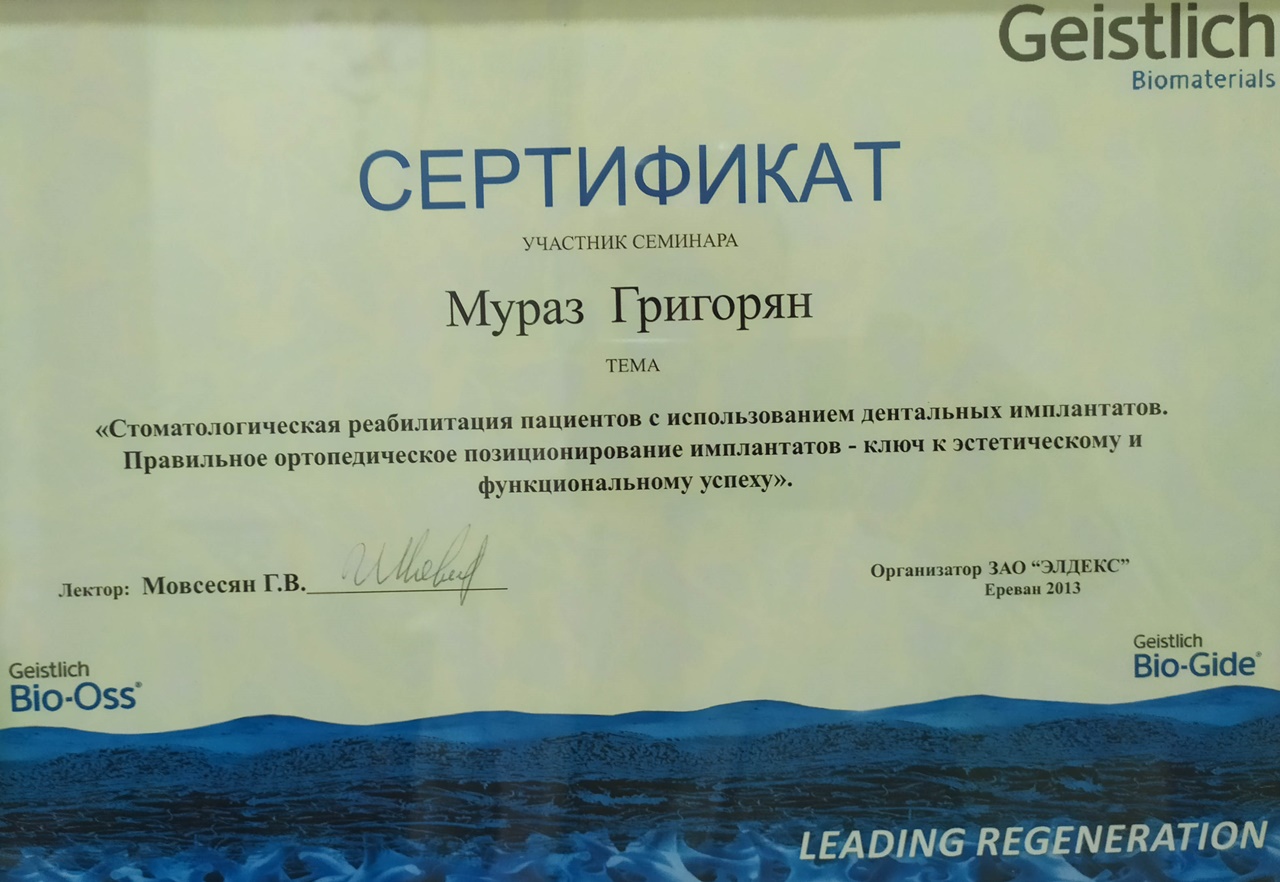 Geistlich
Biomaterials
СЕРТИФИКАТ
УЧАСТНИК СЕМИНАРА
Мураз Григорян
ТЕМА
«Стоматологическая реабилитация пациентов с использованием дентальных имплантатов.
Правильное ортопедическое позиционирование имплантатов - ключ к эстетическому и
функциональному успеху».
Лектор: Мовсесян Г.В.
Организатор ЗАО “ЭЛДЕКС”
Ереван 2013
Geistlich
Bio-Oss®
Geistlich
Bio-Gide®
LEADING REGENERATION